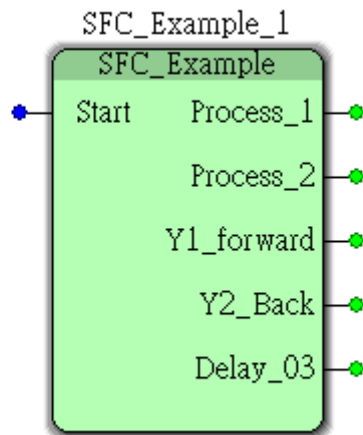 SFC_Example_1
SFC_Example
Start Process_1
Process_2
Y1_forward
Y2_Back
Delay_03